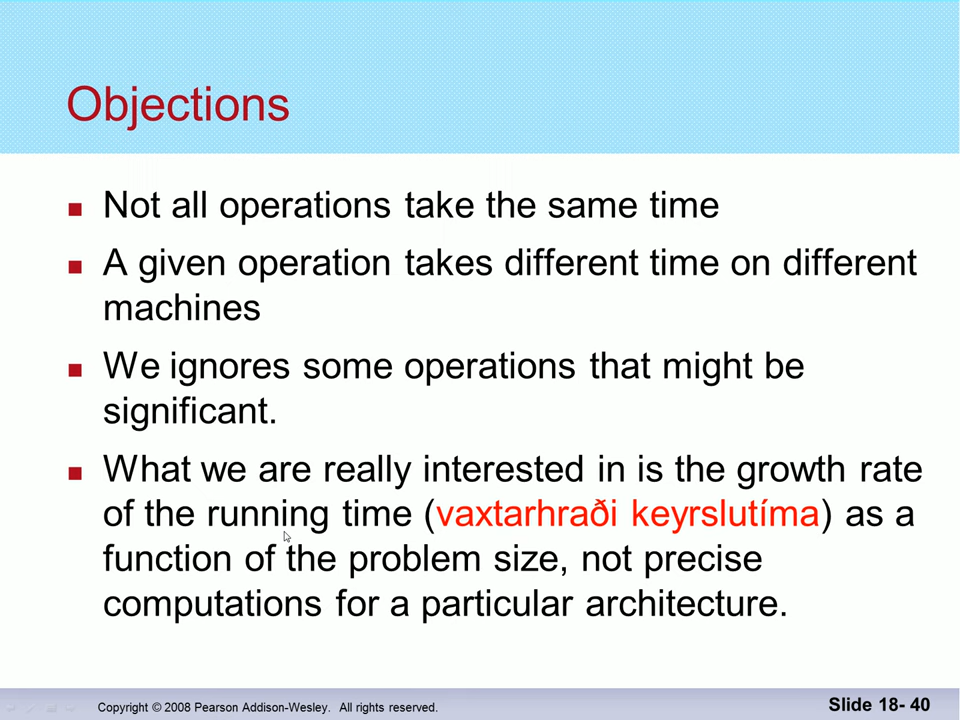 Objections
Not all operations take the same time
A given operation takes different time on different
machines
We ignores some operations that might be
significant.
What we are really interested in is the growth rate
of the running time (vaxtarhraði keyrslutíma) as a
function of the problem size, not precise
computations for a particular architecture.
Copyright © 2008 Pearson Addison-Wesley. All rights reserved.
Slide 18- 40